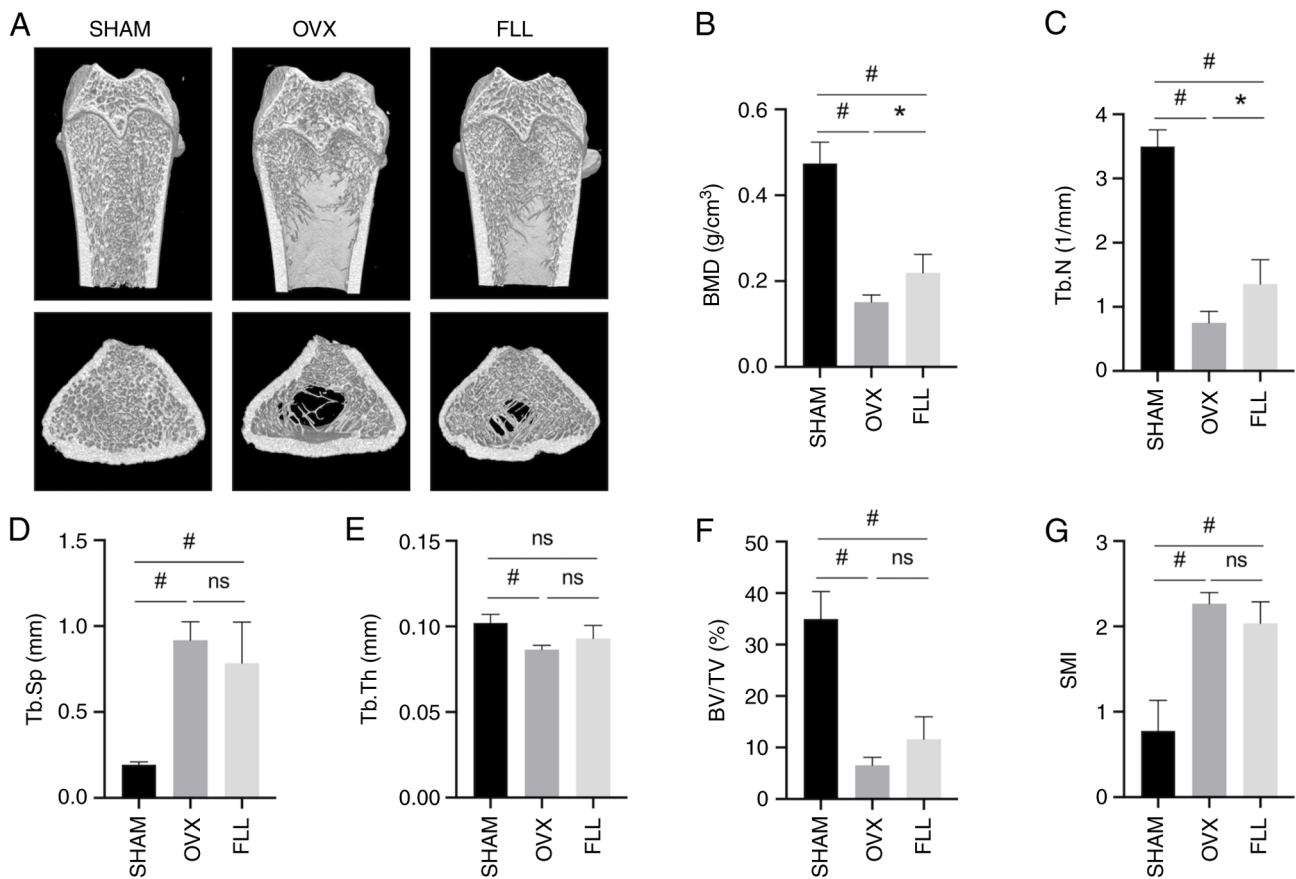 A
SHAM
OVX
FLL
B
#
#
*
0.6
0.4
0.2
0.0
BMD (g/cm³)
SHAM
OVX
FLL
C
#
#
*
4
3
2
1
0
Tb.N (1/mm)
SHAM
OVX
FLL
D
#
#
ns
1.5
1.0
0.5
0.0
Tb.Sp (mm)
SHAM
OVX
FLL
E
ns
#
ns
0.15
0.10
0.05
0.00
Tb.Th (mm)
SHAM
OVX
FLL
F
#
#
ns
50
40
30
20
10
0
BV/TV (%)
SHAM
OVX
FLL
G
#
#
ns
3
2
1
0
SMI
SHAM
OVX
FLL